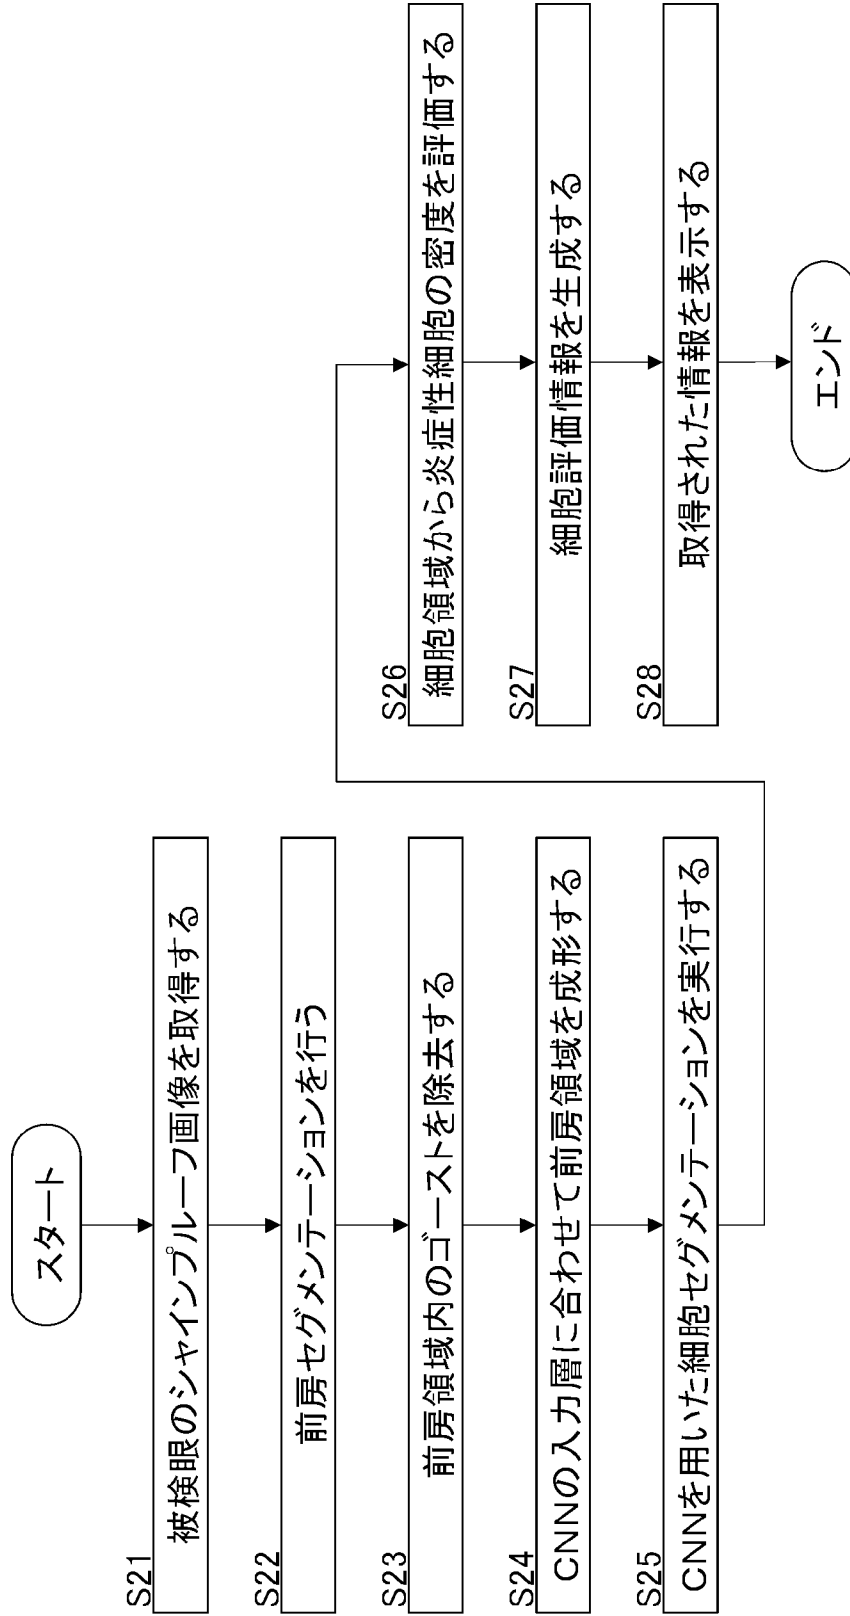 スタート
S21
被検眼のシャインプルーフ画像を取得する
S22
前房セグメンテーションを行う
S23
前房領域内のゴーストを除去する
S24
CNNの入力層に合わせて前房領域を成形する
S25
CNNを用いた細胞セグメンテーションを実行する
S26
細胞領域から炎症性細胞の密度を評価する
S27
細胞評価情報を生成する
S28
取得された情報を表示する
エンド